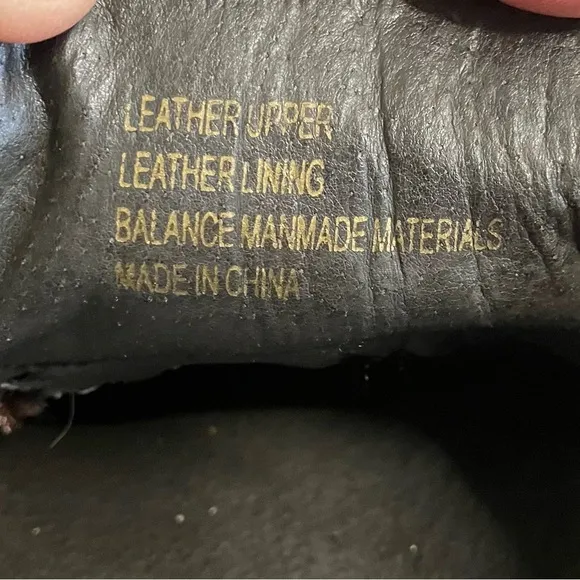 LEATHER UPPER
LEATHER LINING
BALANCE MANMADE MATERIALS
MADE IN CHINA